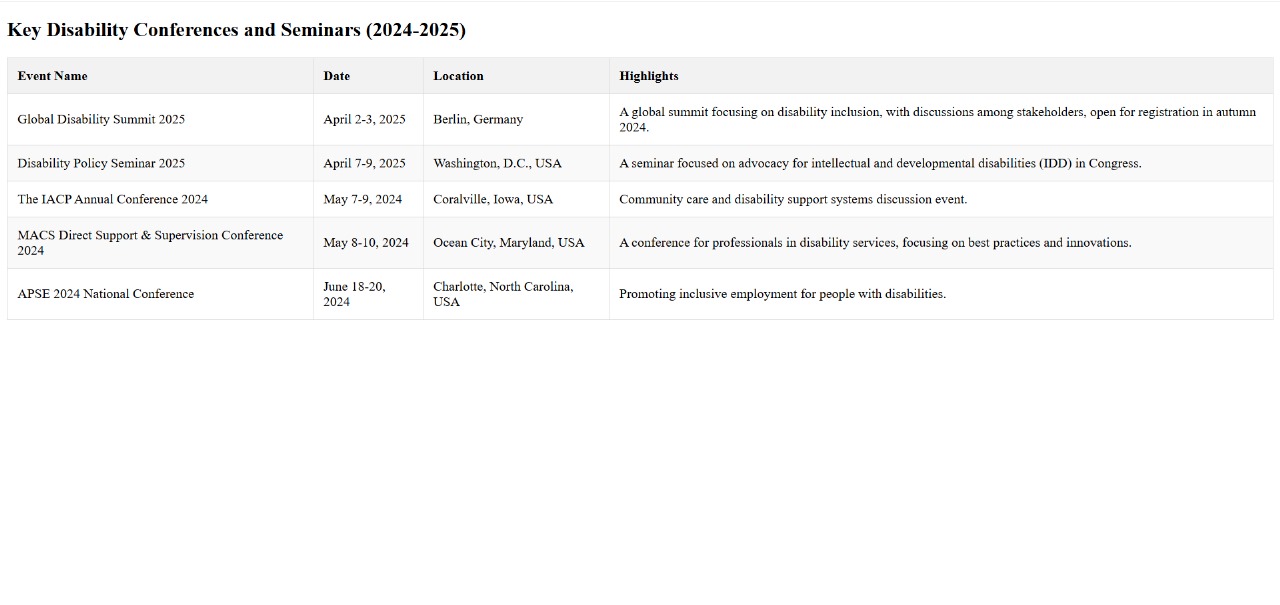 Key Disability Conferences and Seminars (2024-2025)
Event Name Date Location Highlights
Global Disability Summit 2025 April 2-3, 2025 Berlin, Germany A global summit focusing on disability inclusion, with discussions among stakeholders, open for registration in autumn
2024.
Disability Policy Seminar 2025 April 7-9, 2025 Washington, D.C., USA A seminar focused on advocacy for intellectual and developmental disabilities (IDD) in Congress.
The IACP Annual Conference 2024 May 7-9, 2024 Coralville, Iowa, USA Community care and disability support systems discussion event.
MACS Direct Support & Supervision Conference
2024 May 8-10, 2024 Ocean City, Maryland, USA A conference for professionals in disability services, focusing on best practices and innovations.
APSE 2024 National Conference June 18-20,
2024 Charlotte, North Carolina,
USA Promoting inclusive employment for people with disabilities.